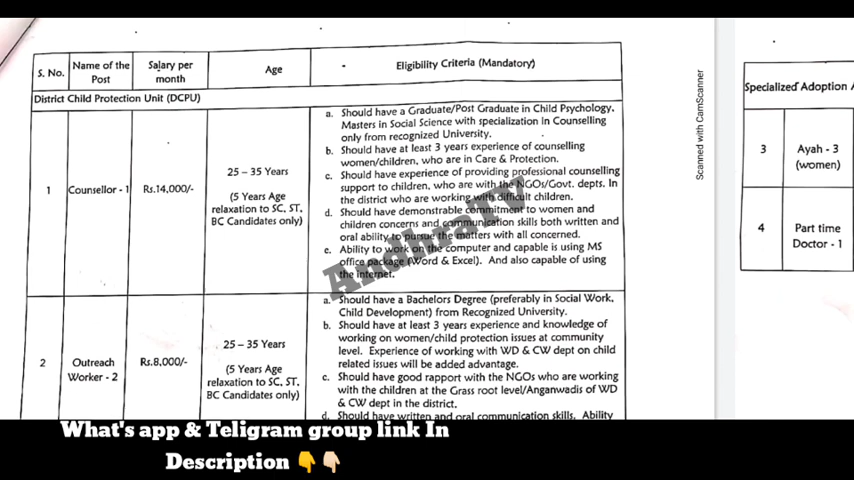 S. No.
Name of the
Post
Salary per
month
Age
Eligibility Criteria (Mandatory)
District Child Protection Unit (DCPU)
1
Counsellor - 1
Rs.14,000/-
25 – 35 Years
(5 Years Age
relaxation to SC, ST,
BC Candidates only)
a. Should have a Graduate/Post Graduate in Child Psychology,
Masters in Social Science with specialization in Counselling
only from recognized University.
b. Should have at least 3 years experience of counselling
women/children, who are in Care & Protection.
c. Should have experience of providing professional counselling
support to children, who are with the NGOs/Govt. depts. In
the district who are working with difficult children.
d. Should have demonstrable commitment to women and
children concerns and communication skills both written and
oral ability to pursue the matters with all concerned.
e. Ability to work on the computer and capable is using MS
office package (Word & Excel). And also capable of using
the internet.
2
Outreach
Worker - 2
Rs.8,000/-
25 – 35 Years
(5 Years Age
relaxation to SC, ST,
BC Candidates only)
a. Should have a Bachelors Degree (preferably in Social Work,
Child Development) from Recognized University.
b. Should have at least 3 years experience and knowledge of
working on women/child protection issues at community
level. Experience of working with WD & CW dept on child
related issues will be added advantage.
c. Should have good rapport with the NGOs who are working
with the children at the Grass root level/Anganwadis of WD
& CW dept in the district.
d. Should have written and oral communication skills. Ability
AndhraTV
Scanned with CamScanner
Specialized Adoption A
3
Ayah - 3
(women)
4
Part time
Doctor - 1
What's app & Teligram group link In
Description 👇👇🏻